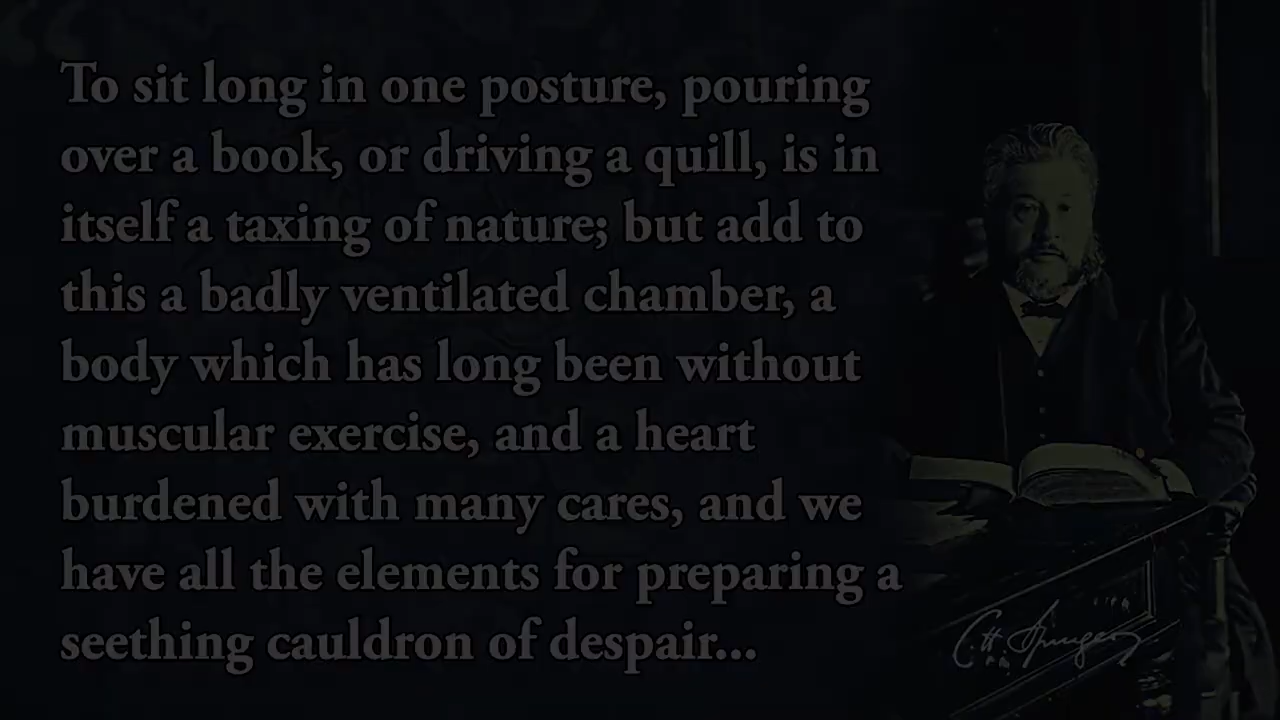 To sit long in one posture, pouring
over a book, or driving a quill, is in
itself a taxing of nature; but add to
this a badly ventilated chamber, a
body which has long been without
muscular exercise, and a heart
burdened with many cares, and we
have all the elements for preparing a
seething cauldron of despair...
C. H. Spurgeon